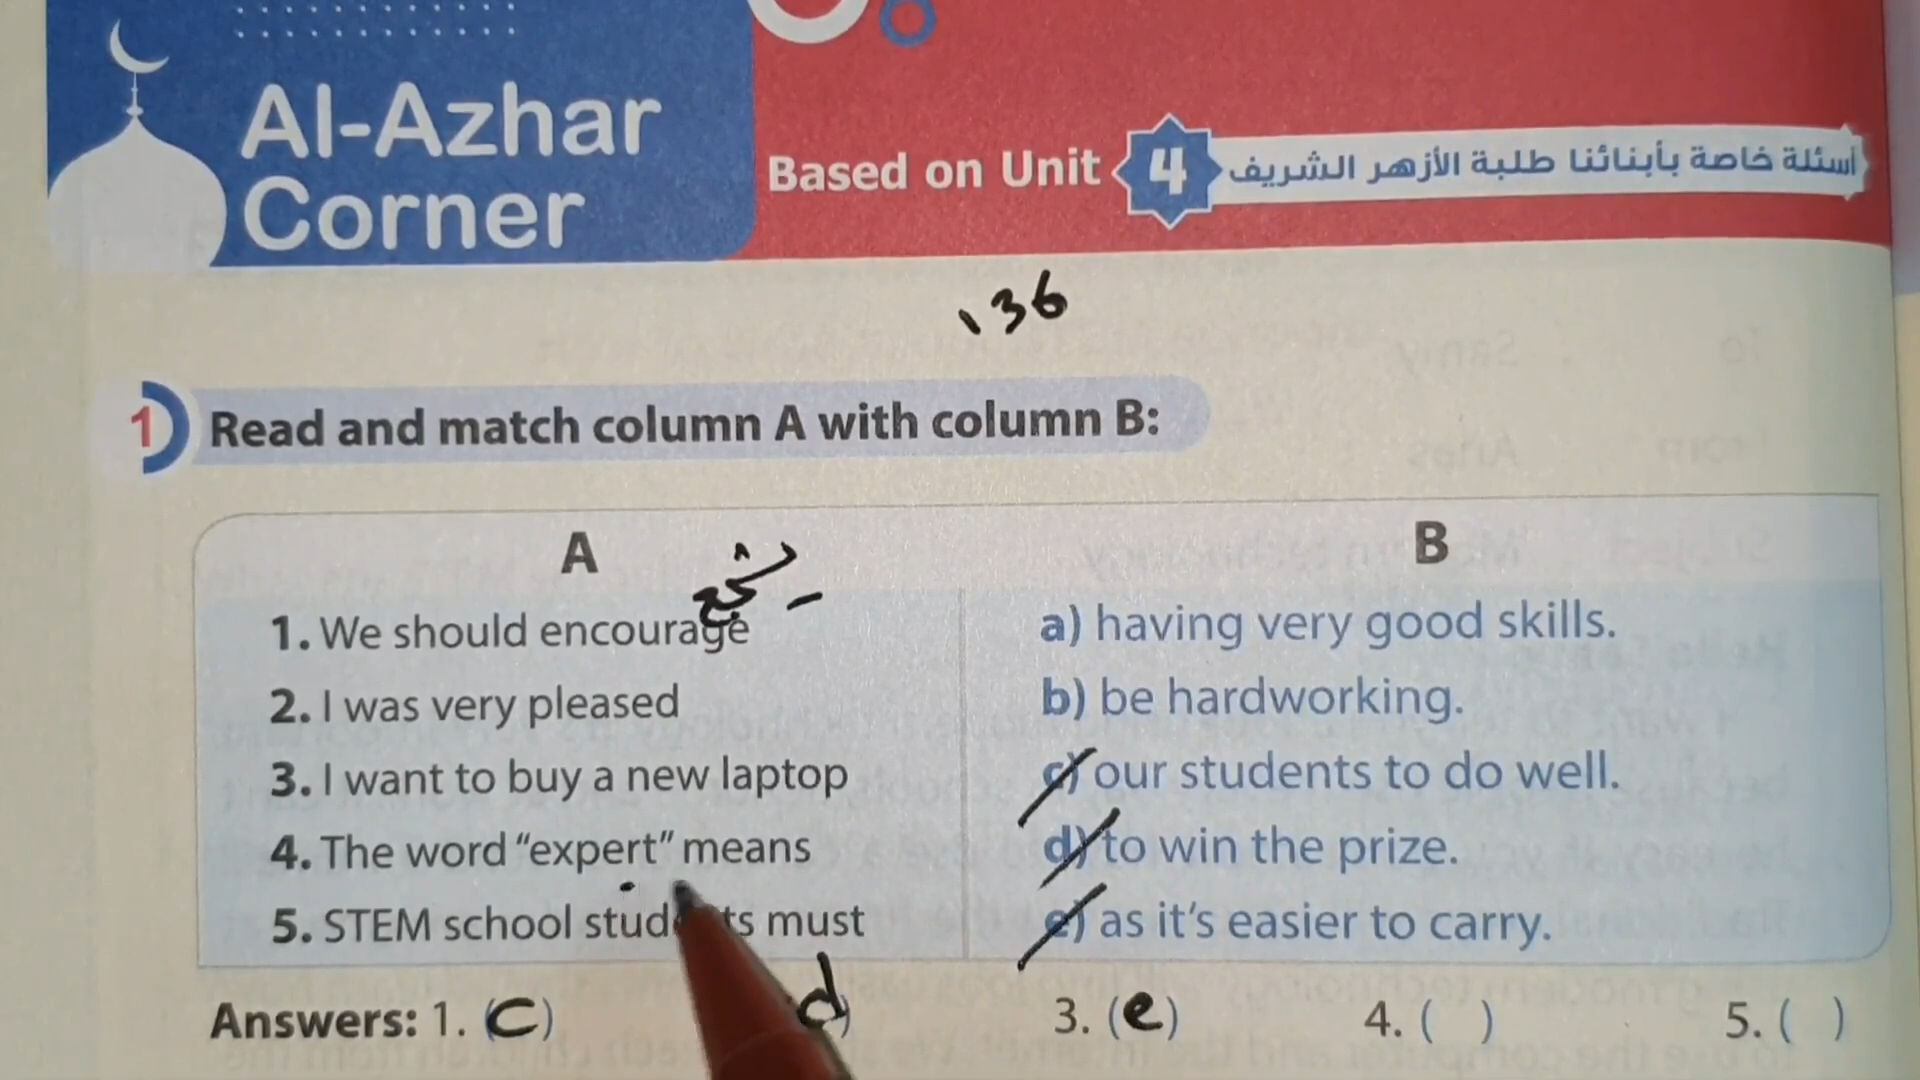 Al-Azhar
Corner
Based on Unit 4 أسئلة خاصة بأبنائنا طلبة الأزهر الشريف
136
1 Read and match column A with column B:
A
يشجع
1. We should encourage
2. I was very pleased
3. I want to buy a new laptop
4. The word “expert” means
5. STEM school students must
B
a) having very good skills.
b) be hardworking.
c) our students to do well.
d) to win the prize.
e) as it's easier to carry.
Answers: 1. (c) d) 3. (e) 4. ( ) 5. ( )